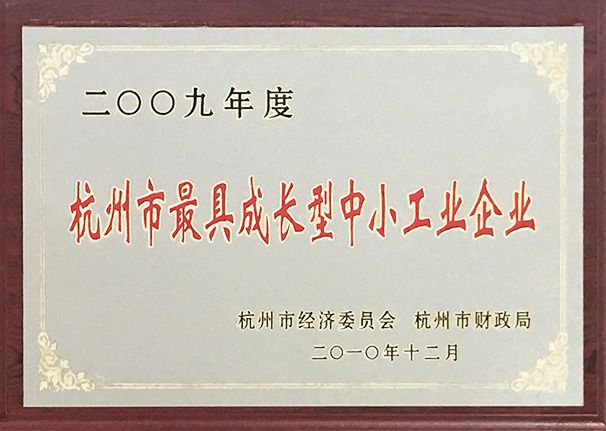 二〇〇九年度
杭州市最具成长型中小工业企业
杭州市经济委员会 杭州市财政局
二〇一〇年十二月